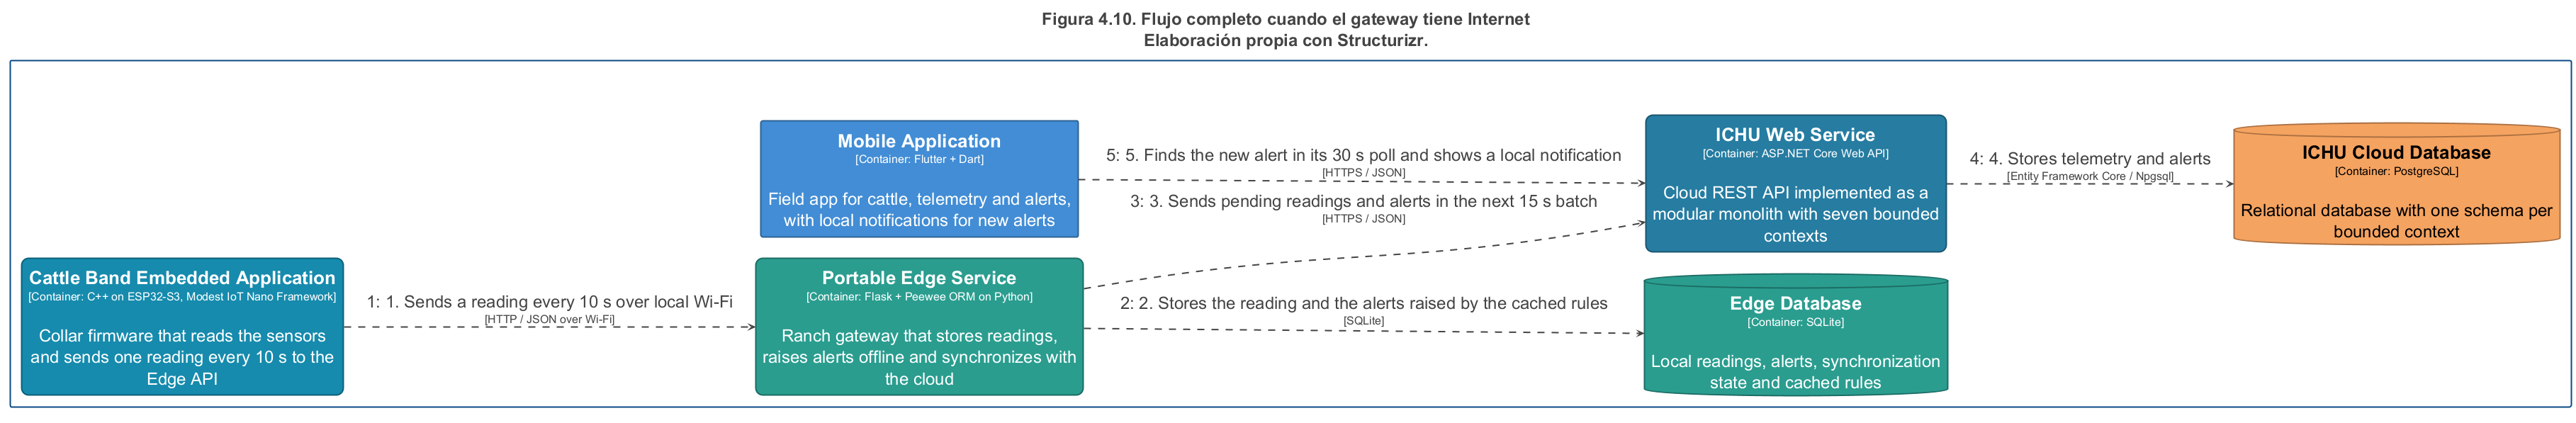 Figura 4.10. Flujo completo cuando el gateway tiene Internet
Elaboración propia con Structurizr.
Mobile Application
[Container: Flutter + Dart]
Field app for cattle, telemetry and alerts,
with local notifications for new alerts
5: 5. Finds the new alert in its 30 s poll and shows a local notification
[HTTPS / JSON]
3: 3. Sends pending readings and alerts in the next 15 s batch
[HTTPS / JSON]
ICHU Web Service
[Container: ASP.NET Core Web API]
Cloud REST API implemented as a
modular monolith with seven bounded
contexts
4: 4. Stores telemetry and alerts
[Entity Framework Core / Npgsql]
ICHU Cloud Database
[Container: PostgreSQL]
Relational database with one schema per
bounded context
Cattle Band Embedded Application
[Container: C++ on ESP32-S3, Modest IoT Nano Framework]
Collar firmware that reads the sensors
and sends one reading every 10 s to the
Edge API
1: 1. Sends a reading every 10 s over local Wi-Fi
[HTTP / JSON over Wi-Fi]
Portable Edge Service
[Container: Flask + Peewee ORM on Python]
Ranch gateway that stores readings,
raises alerts offline and synchronizes with
the cloud
2: 2. Stores the reading and the alerts raised by the cached rules
[SQLite]
Edge Database
[Container: SQLite]
Local readings, alerts, synchronization
state and cached rules